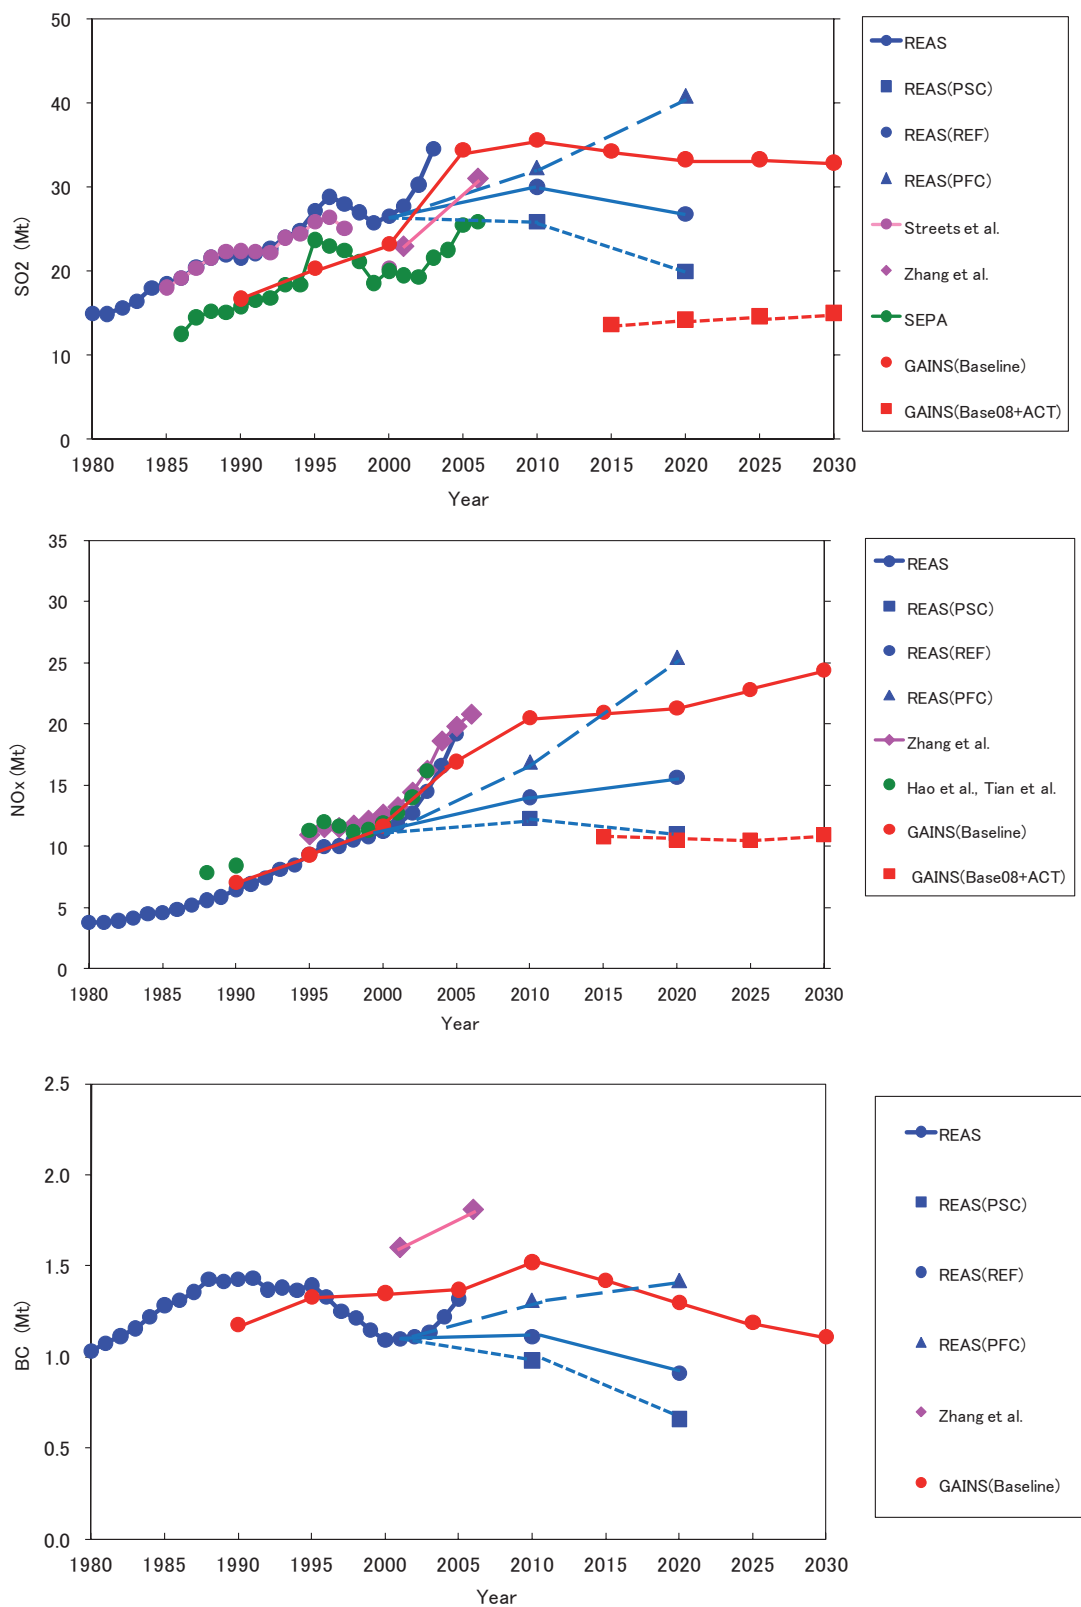 50
40
30
20
10
0
SO2 (Mt)
1980 1985 1990 1995 2000 2005 2010 2015 2020 2025 2030
Year
REAS
REAS(PSC)
REAS(REF)
REAS(PFC)
Streets et al.
Zhang et al.
SEPA
GAINS(Baseline)
GAINS(Base08+ACT)
35
30
25
20
15
10
5
0
NOx (Mt)
1980 1985 1990 1995 2000 2005 2010 2015 2020 2025 2030
Year
REAS
REAS(PSC)
REAS(REF)
REAS(PFC)
Zhang et al.
Hao et al., Tian et al.
GAINS(Baseline)
GAINS(Base08+ACT)
2.5
2.0
1.5
1.0
0.5
0.0
BC (Mt)
1980 1985 1990 1995 2000 2005 2010 2015 2020 2025 2030
Year
REAS
REAS(PSC)
REAS(REF)
REAS(PFC)
Zhang et al.
GAINS(Baseline)